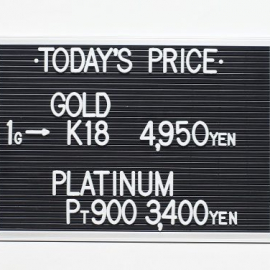 ·TODAY'S PRICE·
GOLD
1G→ K18 4,950YEN
PLATINUM
PT900 3,400YEN